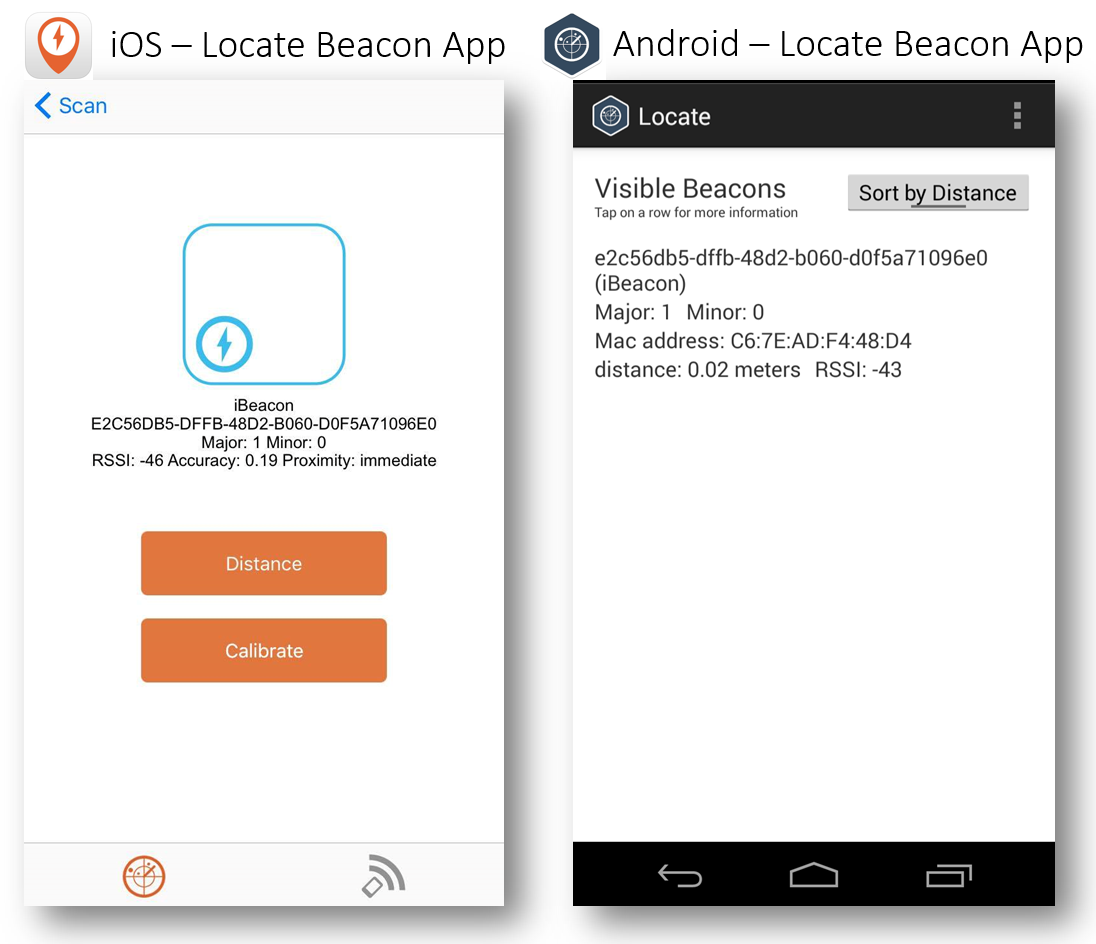 iOS – Locate Beacon App
Scan
iBeacon
E2C56DB5-DFFB-48D2-B060-D0F5A71096E0
Major: 1 Minor: 0
RSSI: -46 Accuracy: 0.19 Proximity: immediate
Distance
Calibrate
Android – Locate Beacon App
Locate
Visible Beacons
Tap on a row for more information
Sort by Distance
e2c56db5-dffb-48d2-b060-d0f5a71096e0
(iBeacon)
Major: 1 Minor: 0
Mac address: C6:7E:AD:F4:48:D4
distance: 0.02 meters RSSI: -43